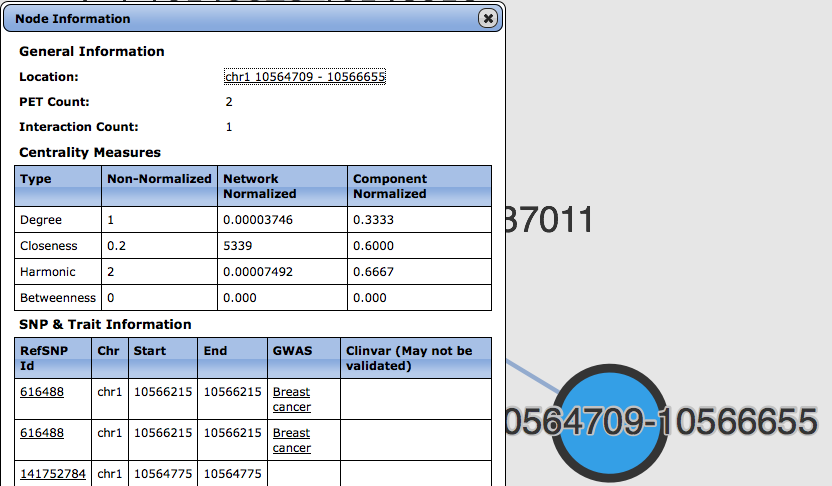 Node Information
General Information
Location: chr1 10564709 - 10566655
PET Count: 2
Interaction Count: 1
Centrality Measures
Type Non-Normalized Network Normalized Component Normalized
Degree 1 0.00003746 0.3333
Closeness 0.2 5339 0.6000
Harmonic 2 0.00007492 0.6667
Betweenness 0 0.000 0.000
SNP & Trait Information
RefSNP Id Chr Start End GWAS Clinvar (May not be validated)
616488 chr1 10566215 10566215 Breast cancer
616488 chr1 10566215 10566215 Breast cancer
141752784 chr1 10564775 10564775
37011
0564709-10566655